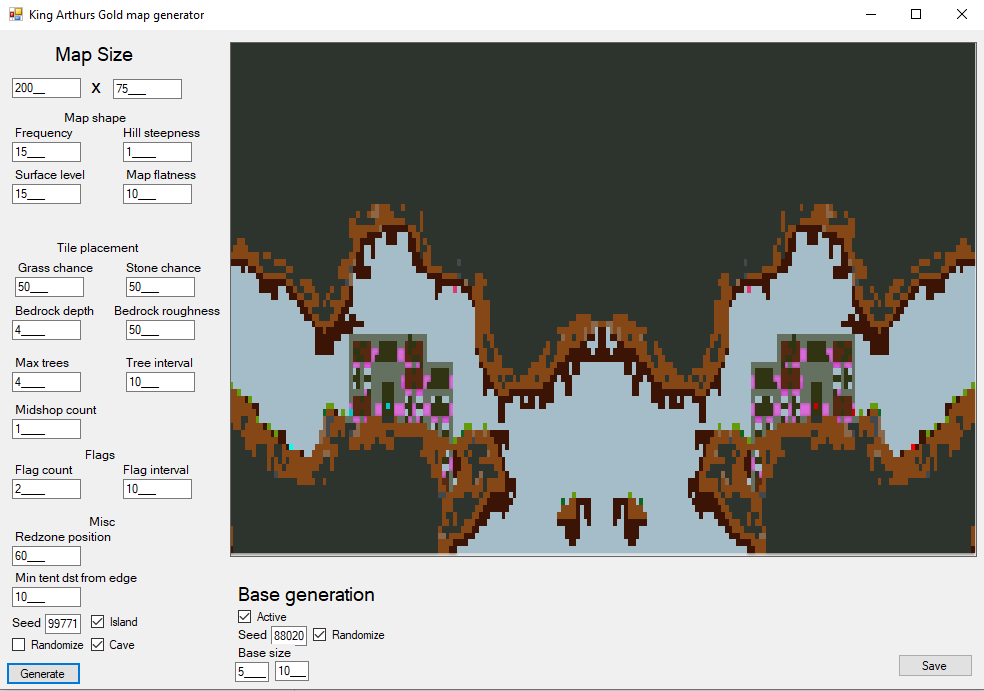 King Arthurs Gold map generator
Map Size
200__ X 75___
Map shape
Frequency Hill steepness
15___ 1____
Surface level Map flatness
15___ 10___
Tile placement
Grass chance Stone chance
50___ 50___
Bedrock depth Bedrock roughness
4____ 50___
Max trees Tree interval
4____ 10___
Midshop count
1____
Flags
Flag count Flag interval
2____ 10___
Misc
Redzone position
60___
Min tent dst from edge
10___
Seed 99771 Island
Randomize Cave
Generate
Base generation
Active
Seed 88020 Randomize
Base size
5____ 10___
Save